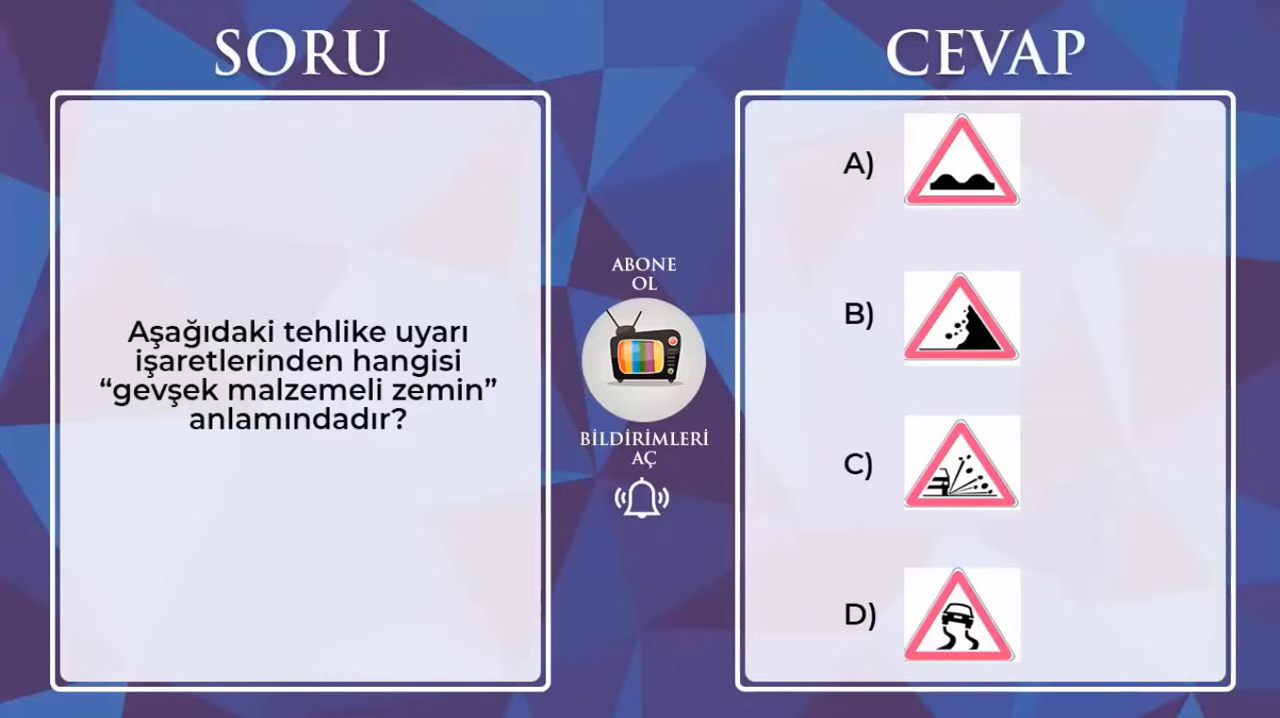 SORU
Aşağıdaki tehlike uyarı
işaretlerinden hangisi
“gevşek malzemeli zemin”
anlamındadır?
ABONE
OL
BİLDİRİMLERİ
AÇ
CEVAP
A)
B)
C)
D)